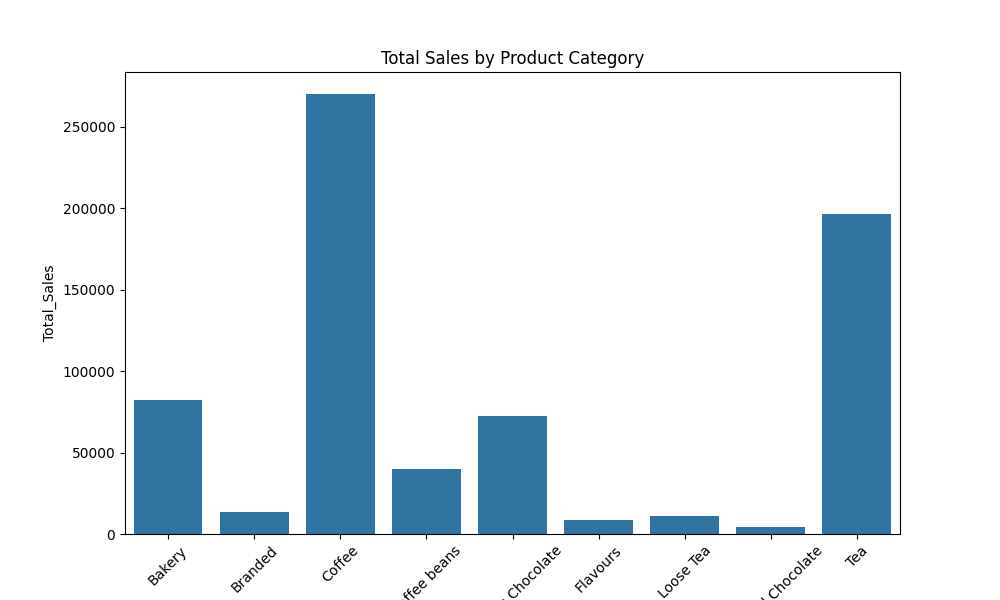 Total Sales by Product Category
Total_Sales
250000
200000
150000
100000
50000
0
Bakery
Branded
Coffee
ffee beans
Chocolate
Flavours
Loose Tea
Chocolate
Tea